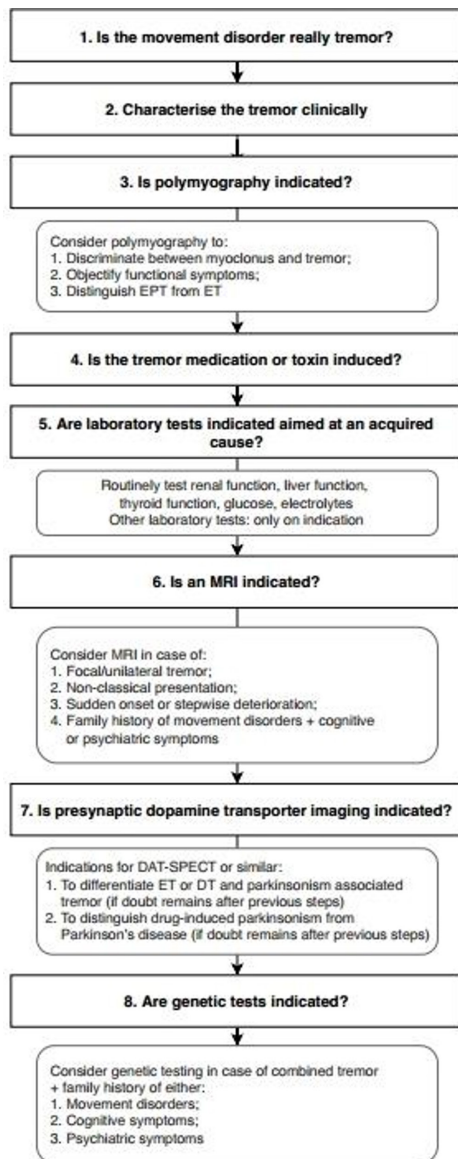 1. Is the movement disorder really tremor?
2. Characterise the tremor clinically
3. Is polymyography indicated?
Consider polymyography to:
1. Discriminate between myoclonus and tremor;
2. Objectify functional symptoms;
3. Distinguish EPT from ET
4. Is the tremor medication or toxin induced?
5. Are laboratory tests indicated aimed at an acquired
cause?
Routinely test renal function, liver function,
thyroid function, glucose, electrolytes
Other laboratory tests: only on indication
6. Is an MRI indicated?
Consider MRI in case of:
1. Focal/unilateral tremor;
2. Non-classical presentation;
3. Sudden onset or stepwise deterioration;
4. Family history of movement disorders + cognitive
or psychiatric symptoms
7. Is presynaptic dopamine transporter imaging indicated?
Indications for DAT-SPECT or similar:
1. To differentiate ET or DT and parkinsonism associated
tremor (if doubt remains after previous steps)
2. To distinguish drug-induced parkinsonism from
Parkinson's disease (if doubt remains after previous steps)
8. Are genetic tests indicated?
Consider genetic testing in case of combined tremor
+ family history of either:
1. Movement disorders;
2. Cognitive symptoms;
3. Psychiatric symptoms